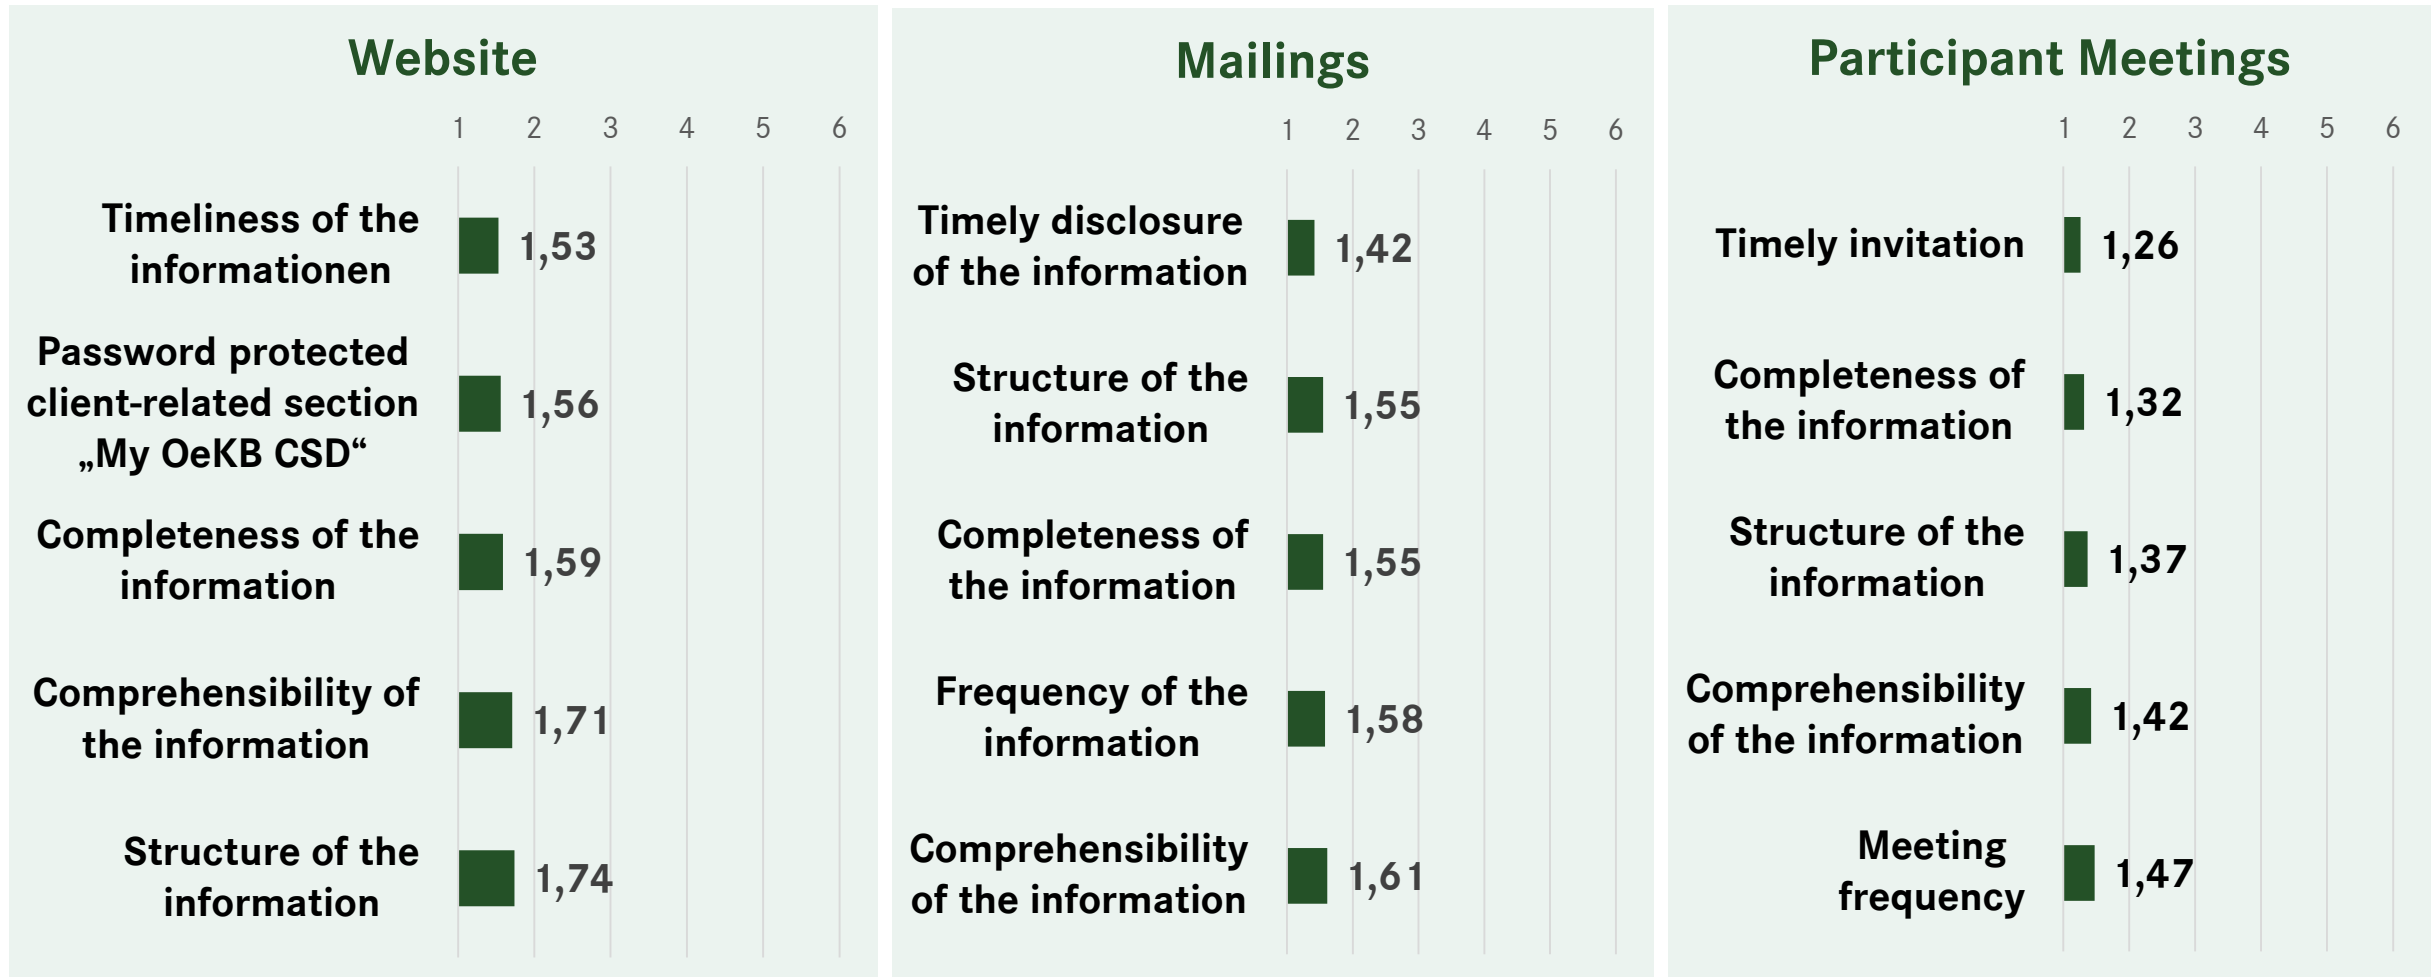 Website
1 2 3 4 5 6
Timeliness of the
informationen
1,53
Password protected
client-related section
„My OeKB CSD“
1,56
Completeness of the
information
1,59
Comprehensibility of
the information
1,71
Structure of the
information
1,74
Mailings
1 2 3 4 5 6
Timely disclosure
of the information
1,42
Structure of the
information
1,55
Completeness of
the information
1,55
Frequency of the
information
1,58
Comprehensibility
of the information
1,61
Participant Meetings
1 2 3 4 5 6
Timely invitation
1,26
Completeness of
the information
1,32
Structure of the
information
1,37
Comprehensibility
of the information
1,42
Meeting
frequency
1,47